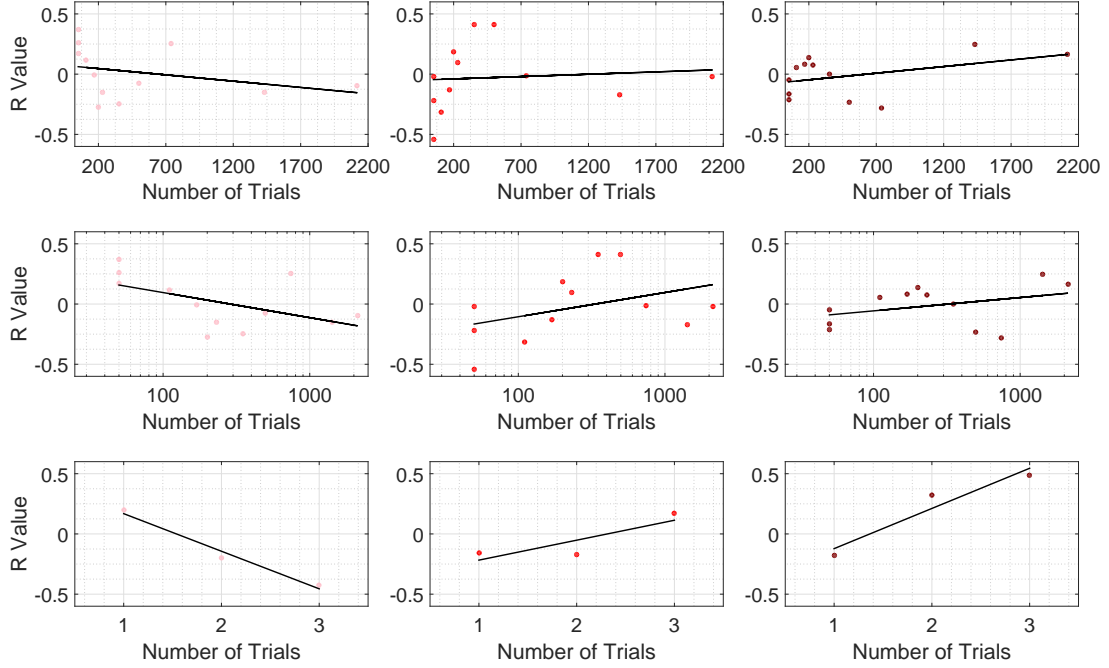 0.5 0.5 0.5
R Value 0 0 0
-0.5 -0.5 -0.5
200 700 1200 1700 2200 200 700 1200 1700 2200 200 700 1200 1700 2200
Number of Trials Number of Trials Number of Trials
0.5 0.5 0.5
R Value 0 0 0
-0.5 -0.5 -0.5
100 1000 100 1000 100 1000
Number of Trials Number of Trials Number of Trials
0.5 0.5 0.5
R Value 0 0 0
-0.5 -0.5 -0.5
1 2 3 1 2 3 1 2 3
Number of Trials Number of Trials Number of Trials